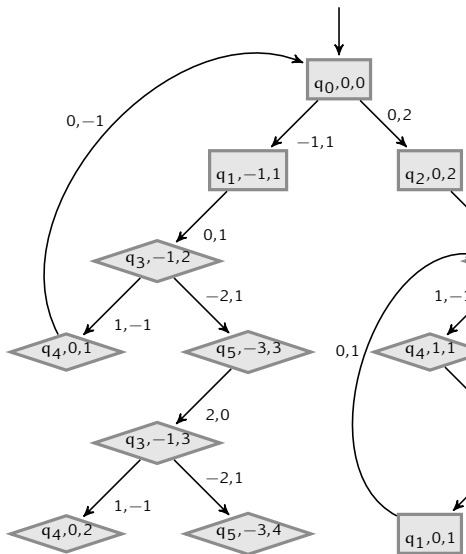 q₀,0,0
0,−1
0,2
−1,1
q₁,−1,1
q₂,0,2
0,1
q₃,−1,2
−2,1
1,−1
1,−1
q₄,0,1
q₅,−3,3
0,1
q₄,1,1
2,0
q₃,−1,3
−2,1
1,−1
q₄,0,2
q₅,−3,4
q₁,0,1